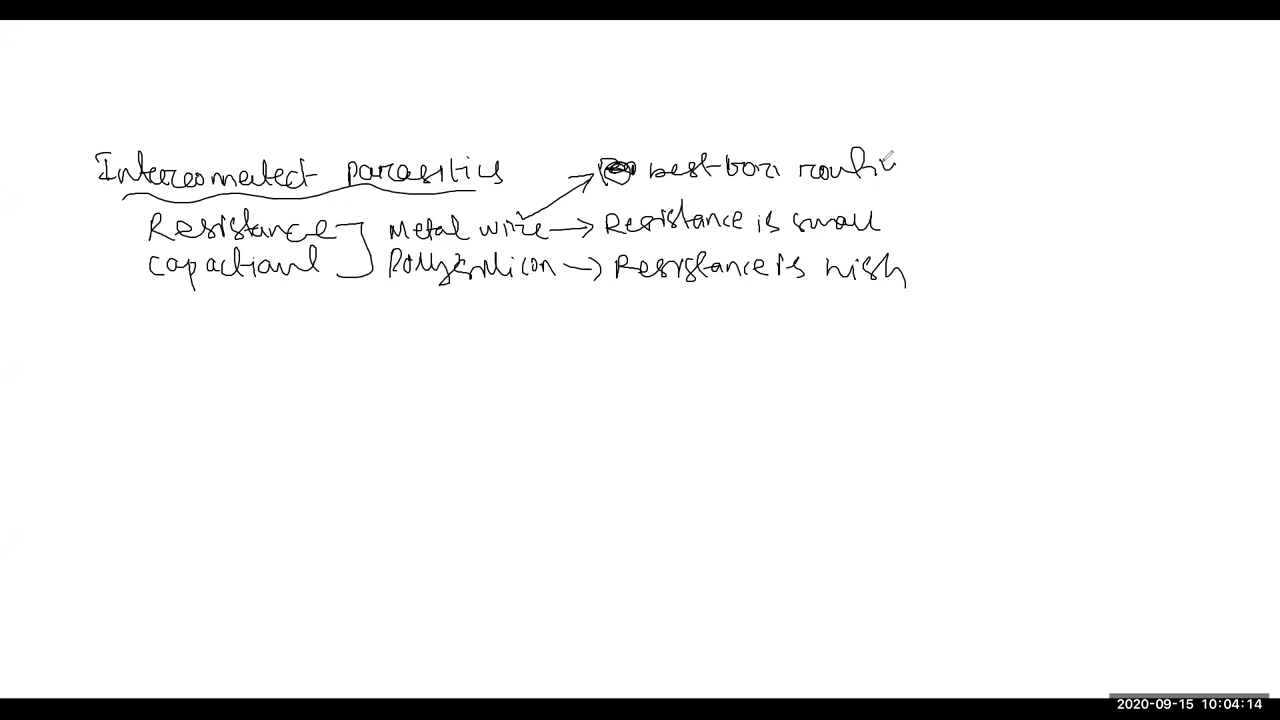 Interconnect parasitics
best for routi
Resistance Metal wire → Resistance is small
capacitance Polysilicon → Resistance is high
2020-09-15 10:04:14